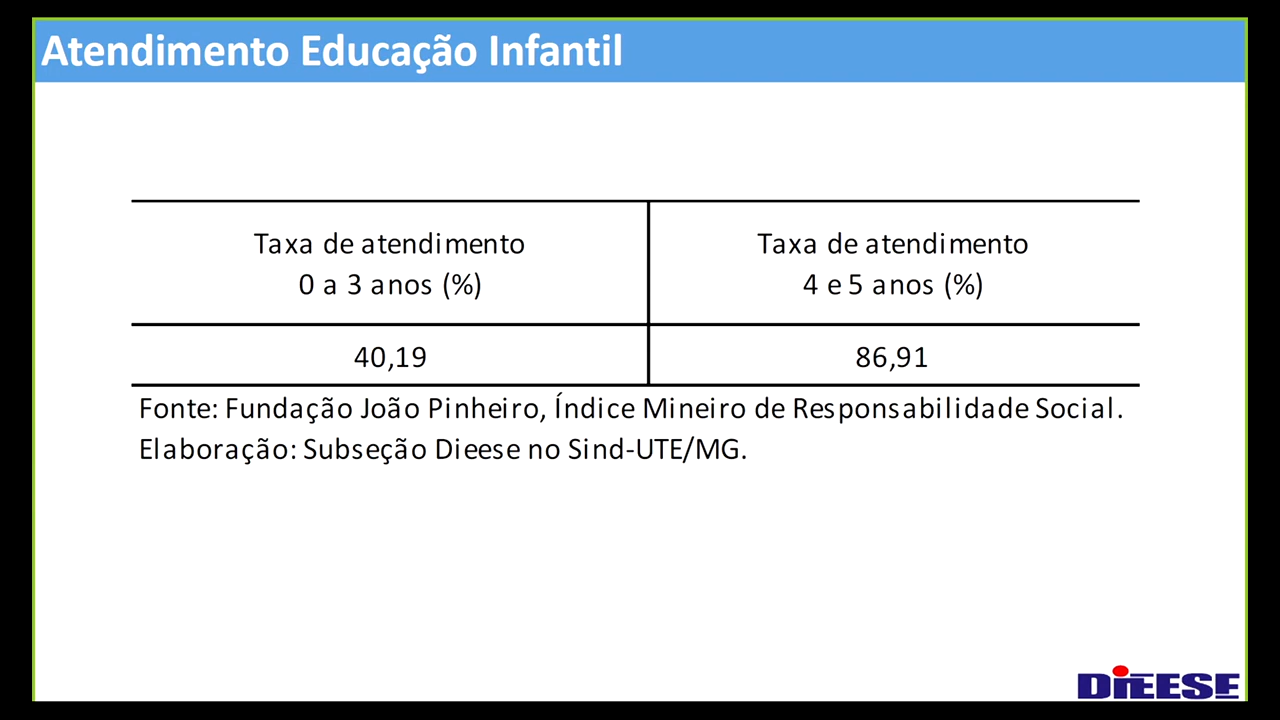 Atendimento Educação Infantil
Taxa de atendimento
0 a 3 anos (%)
Taxa de atendimento
4 e 5 anos (%)
40,19
86,91
Fonte: Fundação João Pinheiro, Índice Mineiro de Responsabilidade Social.
Elaboração: Subseção Dieese no Sind-UTE/MG.
DIEESE